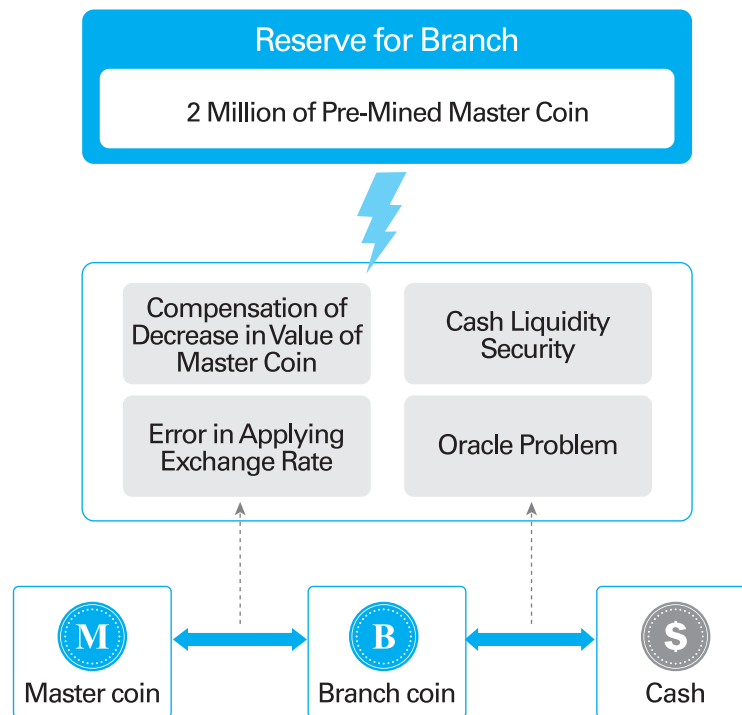 Reserve for Branch
2 Million of Pre-Mined Master Coin
Compensation of
Decrease in Value of
Master Coin
Cash Liquidity
Security
Error in Applying
Exchange Rate
Oracle Problem
M
B
$
Master coin
Branch coin
Cash